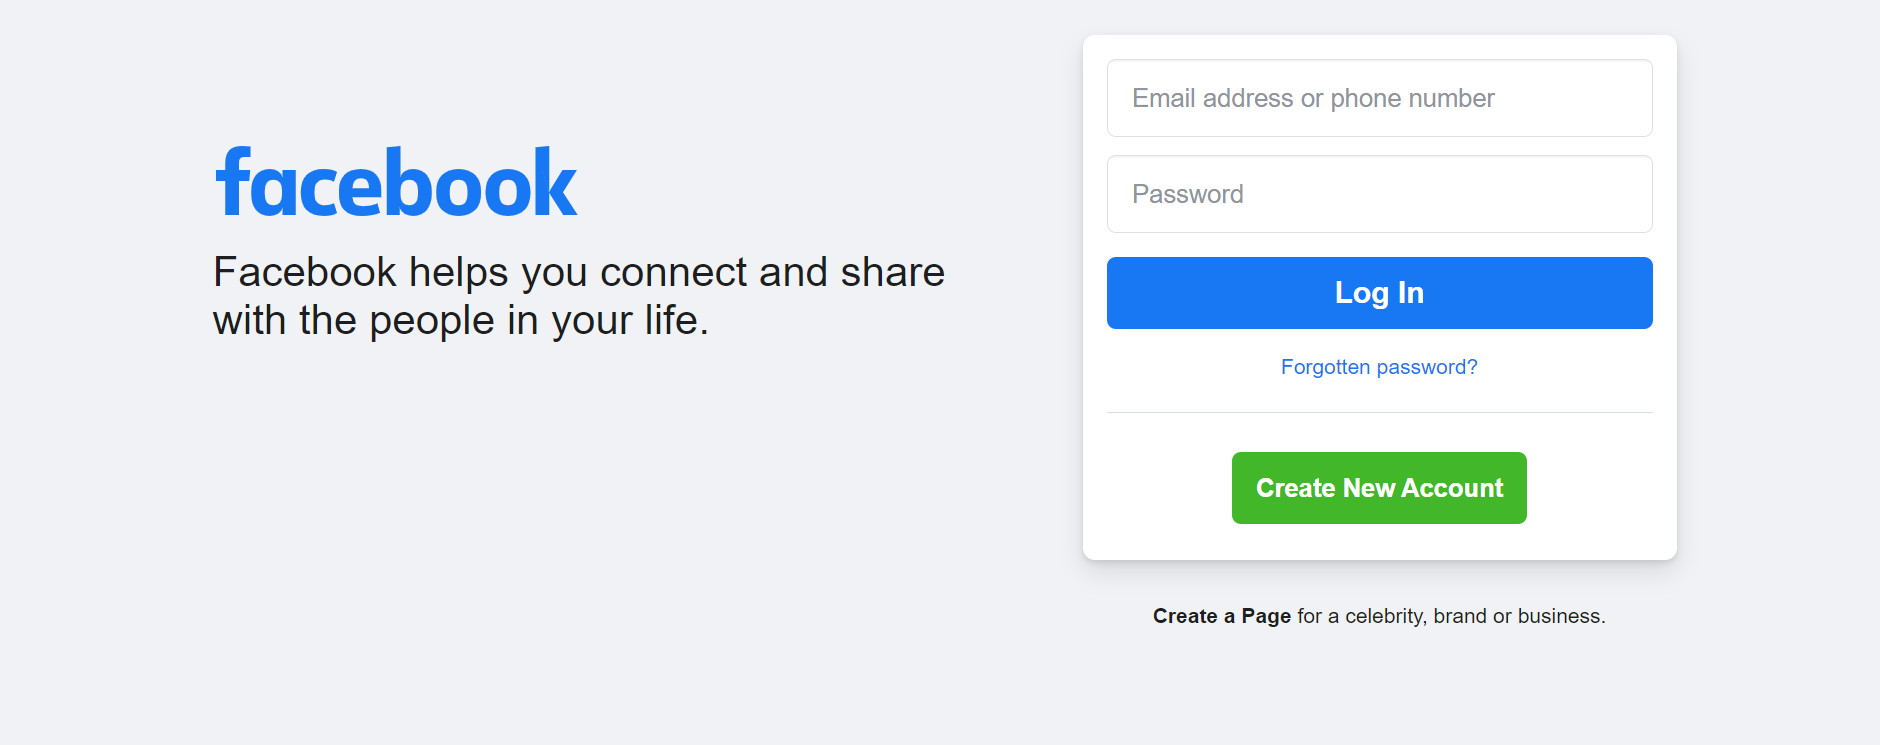 facebook
Facebook helps you connect and share
with the people in your life.
Email address or phone number
Password
Log In
Forgotten password?
Create New Account
Create a Page for a celebrity, brand or business.